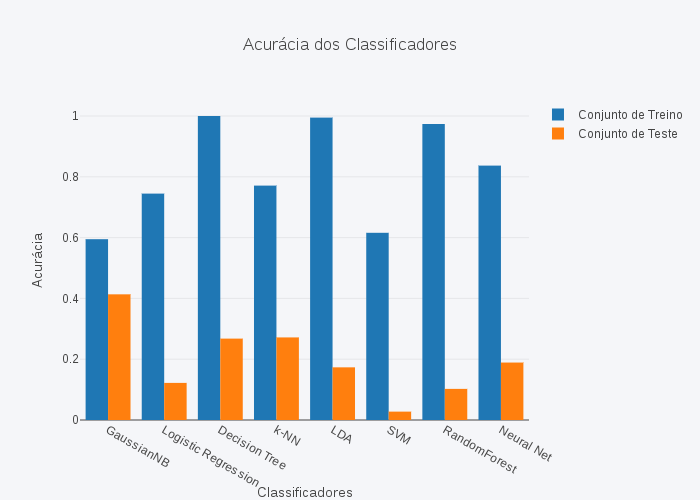 Acurácia dos Classificadores
Conjunto de Treino
Conjunto de Teste
Acurácia
1
0.8
0.6
0.4
0.2
0
GaussianNB
Logistic Regression
Decision Tree
k-NN
LDA
SVM
RandomForest
Neural Net
Classificadores